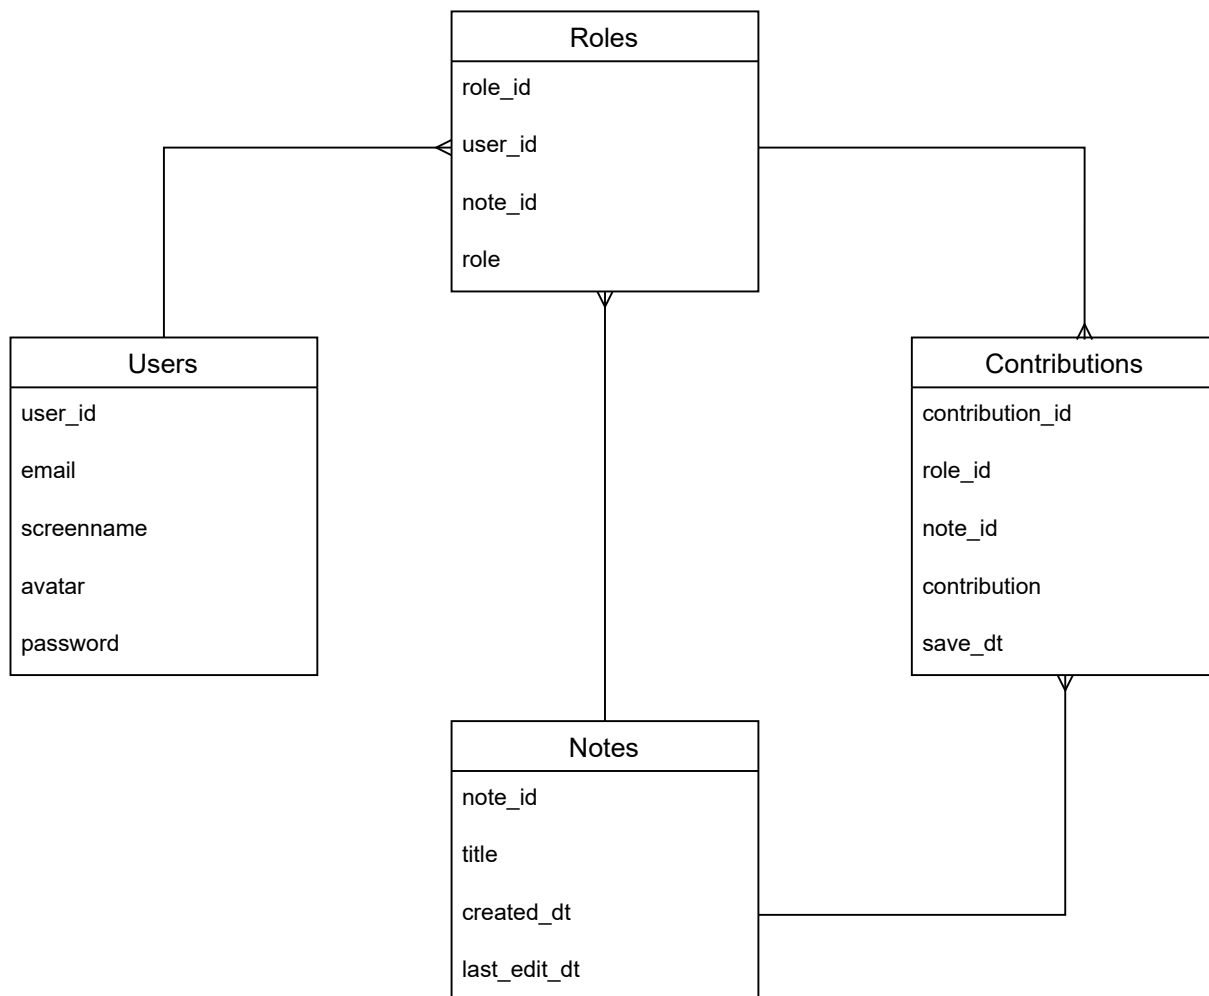 Roles
role_id
user_id
note_id
role
Users
user_id
email
screenname
avatar
password
Contributions
contribution_id
role_id
note_id
contribution
save_dt
Notes
note_id
title
created_dt
last_edit_dt